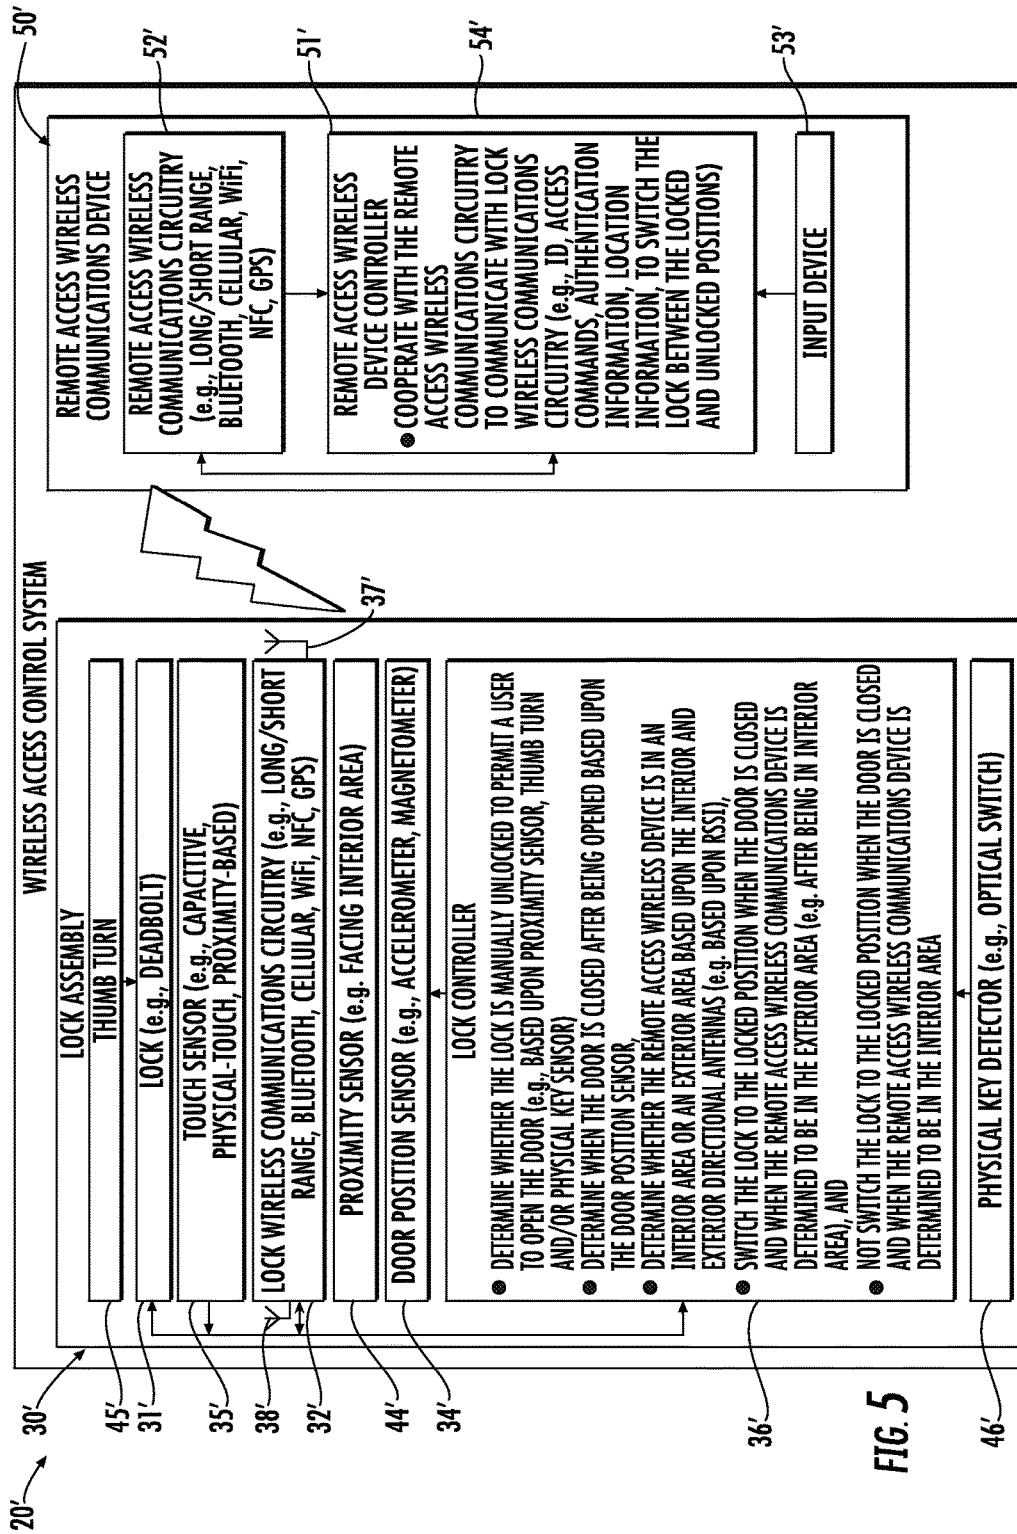 20'
WIRELESS ACCESS CONTROL SYSTEM
30'
LOCK ASSEMBLY
45'
THUMB TURN
31'
LOCK (e.g., DEADBOLT)
35'
TOUCH SENSOR (e.g., CAPACITIVE,
PHYSICAL-TOUCH, PROXIMITY-BASED)
38'
32'
LOCK WIRELESS COMMUNICATIONS CIRCUITRY (e.g., LONG/SHORT
RANGE, BLUETOOTH, CELLULAR, WiFi, NFC, GPS)
37'
44'
PROXIMITY SENSOR (e.g. FACING INTERIOR AREA)
34'
DOOR POSITION SENSOR (e.g., ACCELEROMETER, MAGNETOMETER)
36'
LOCK CONTROLLER
● DETERMINE WHETHER THE LOCK IS MANUALLY UNLOCKED TO PERMIT A USER
TO OPEN THE DOOR (e.g., BASED UPON PROXIMITY SENSOR, THUMB TURN
AND/OR PHYSICAL KEY SENSOR)
● DETERMINE WHEN THE DOOR IS CLOSED AFTER BEING OPENED BASED UPON
THE DOOR POSITION SENSOR,
● DETERMINE WHETHER THE REMOTE ACCESS WIRELESS DEVICE IS IN AN
INTERIOR AREA OR AN EXTERIOR AREA BASED UPON THE INTERIOR AND
EXTERIOR DIRECTIONAL ANTENNAS (e.g. BASED UPON RSSI),
● SWITCH THE LOCK TO THE LOCKED POSITION WHEN THE DOOR IS CLOSED
AND WHEN THE REMOTE ACCESS WIRELESS COMMUNICATIONS DEVICE IS
DETERMINED TO BE IN THE EXTERIOR AREA (e.g. AFTER BEING IN INTERIOR
AREA), AND
● NOT SWITCH THE LOCK TO THE LOCKED POSITION WHEN THE DOOR IS CLOSED
AND WHEN THE REMOTE ACCESS WIRELESS COMMUNICATIONS DEVICE IS
DETERMINED TO BE IN THE INTERIOR AREA
46'
PHYSICAL KEY DETECTOR (e.g., OPTICAL SWITCH)
50'
REMOTE ACCESS WIRELESS
COMMUNICATIONS DEVICE
52'
REMOTE ACCESS WIRELESS
COMMUNICATIONS CIRCUITRY
(e.g., LONG/SHORT RANGE,
BLUETOOTH, CELLULAR, WiFi,
NFC, GPS)
51'
REMOTE ACCESS WIRELESS
DEVICE CONTROLLER
● COOPERATE WITH THE REMOTE
ACCESS WIRELESS
COMMUNICATIONS CIRCUITRY
TO COMMUNICATE WITH LOCK
WIRELESS COMMUNICATIONS
CIRCUITRY (e.g., ID, ACCESS
COMMANDS, AUTHENTICATION
INFORMATION, LOCATION
INFORMATION, TO SWITCH THE
LOCK BETWEEN THE LOCKED
AND UNLOCKED POSITIONS)
54'
53'
INPUT DEVICE
FIG. 5